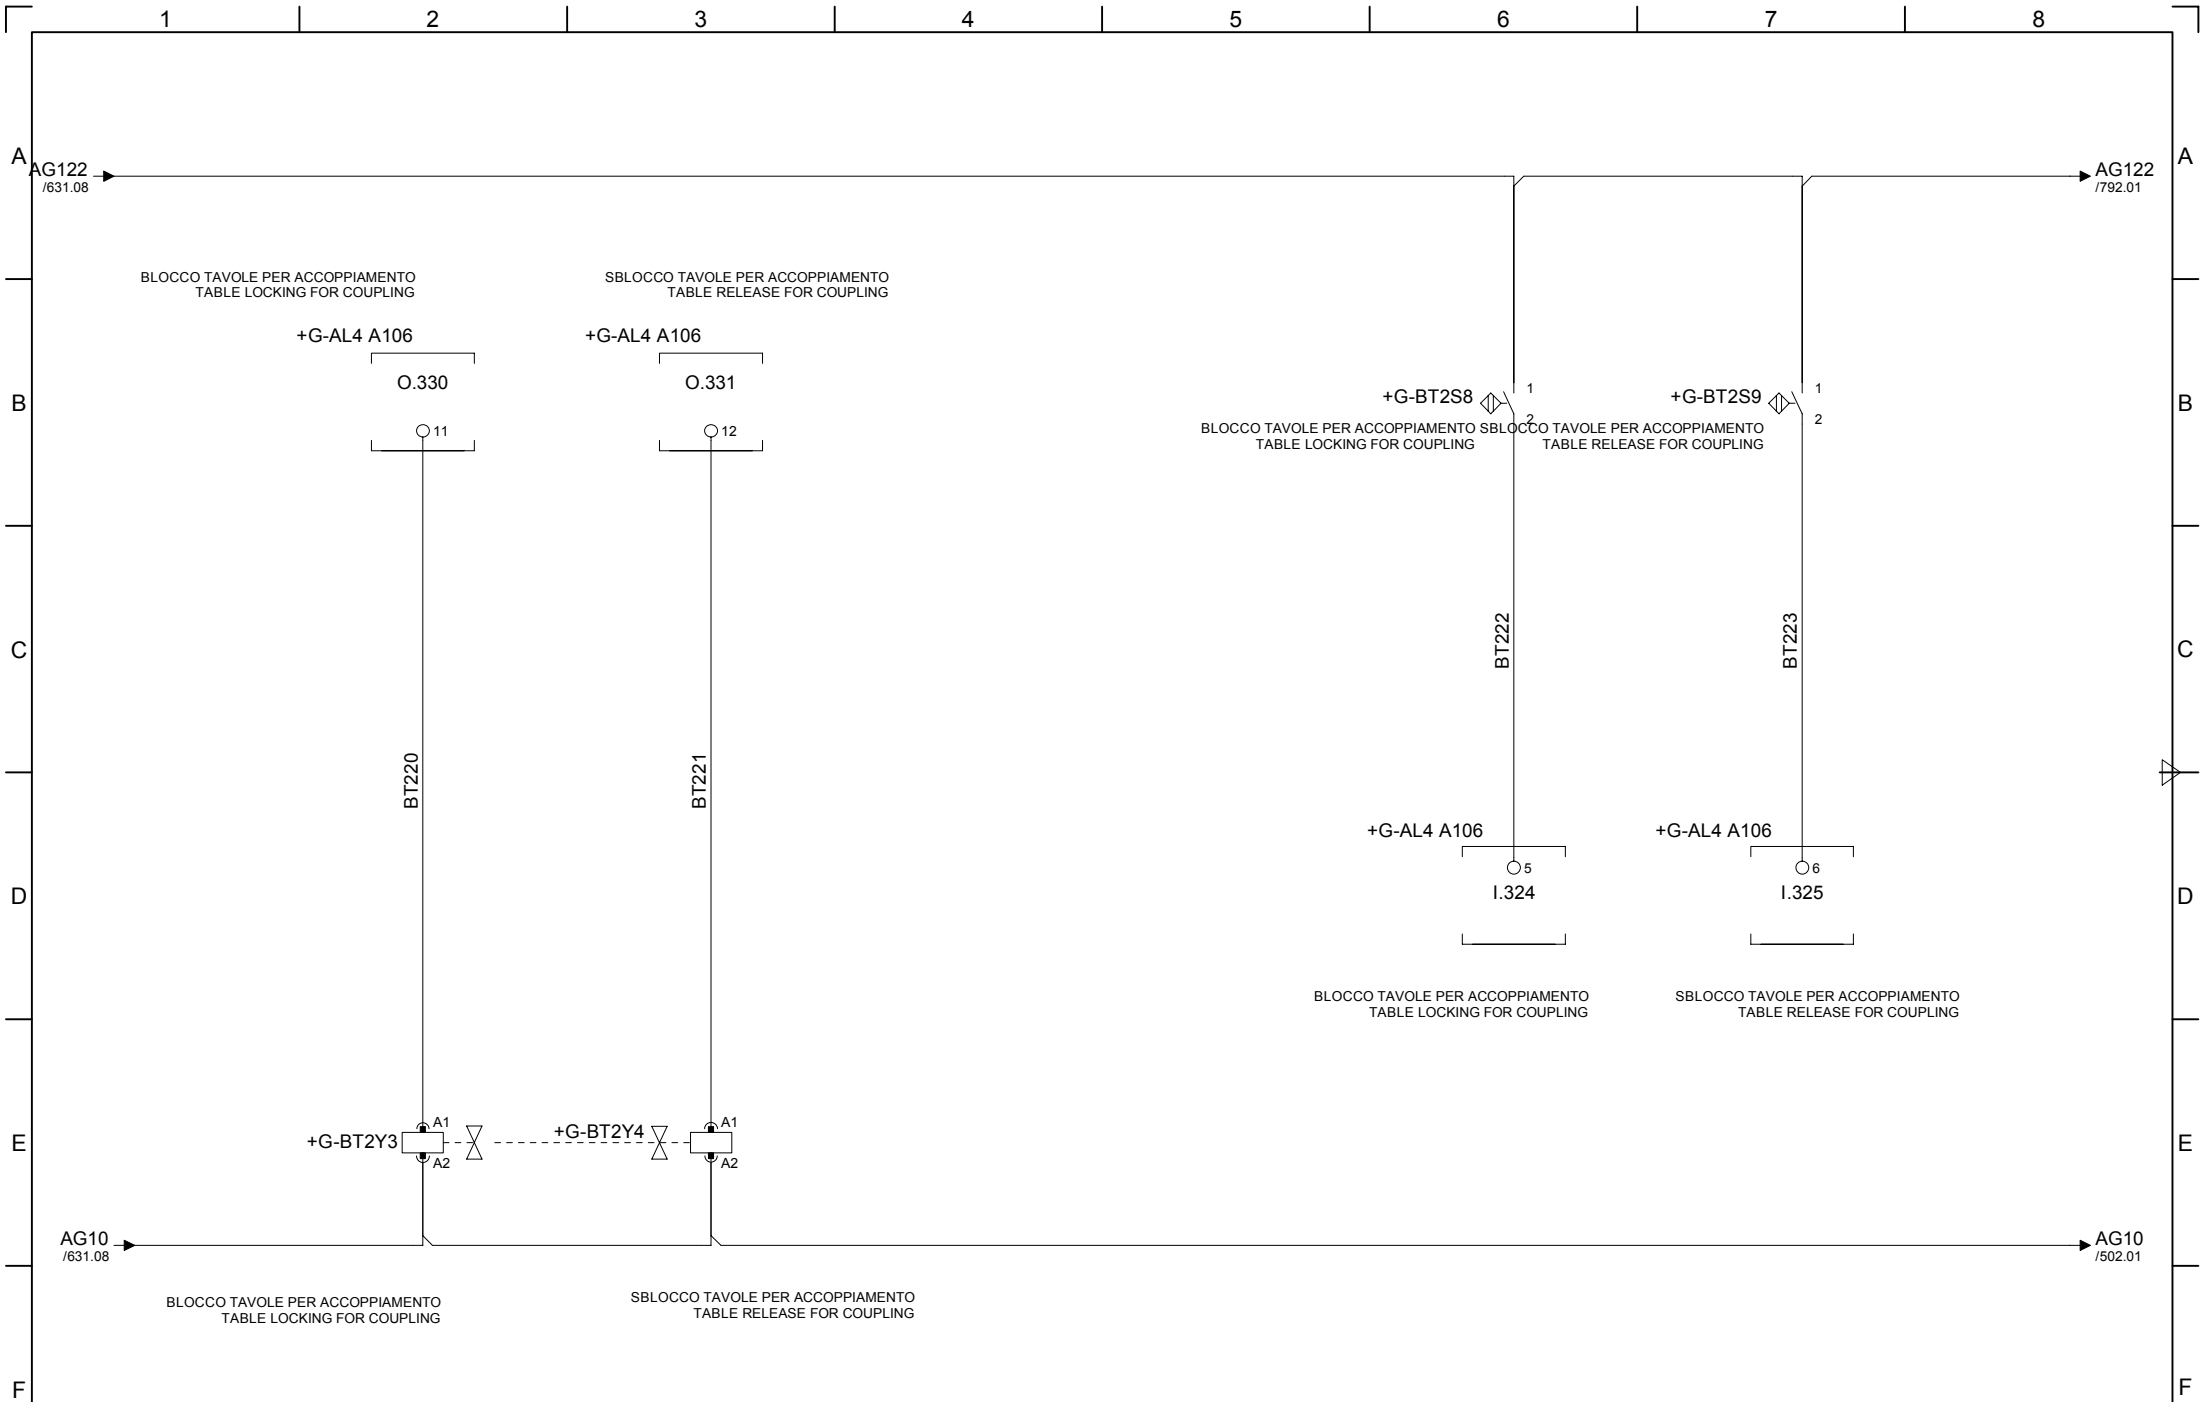 1 2 3 4 5 6 7 8
A A
AG122
/631.08
AG122
/792.01
BLOCCO TAVOLE PER ACCOPPIAMENTO
TABLE LOCKING FOR COUPLING
SBLOCCO TAVOLE PER ACCOPPIAMENTO
TABLE RELEASE FOR COUPLING
+G-AL4 A106
O.330
11
+G-AL4 A106
O.331
12
B B
+G-BT2S8
1
2
BLOCCO TAVOLE PER ACCOPPIAMENTO
TABLE LOCKING FOR COUPLING
+G-BT2S9
1
2
SBLOCCO TAVOLE PER ACCOPPIAMENTO
TABLE RELEASE FOR COUPLING
C C
BT222
BT223
BT220
BT221
+G-AL4 A106
5
I.324
+G-AL4 A106
6
I.325
D D
BLOCCO TAVOLE PER ACCOPPIAMENTO
TABLE LOCKING FOR COUPLING
SBLOCCO TAVOLE PER ACCOPPIAMENTO
TABLE RELEASE FOR COUPLING
E E
+G-BT2Y3
A1
A2
+G-BT2Y4
A1
A2
AG10
/631.08
AG10
/502.01
BLOCCO TAVOLE PER ACCOPPIAMENTO
TABLE LOCKING FOR COUPLING
SBLOCCO TAVOLE PER ACCOPPIAMENTO
TABLE RELEASE FOR COUPLING
F F